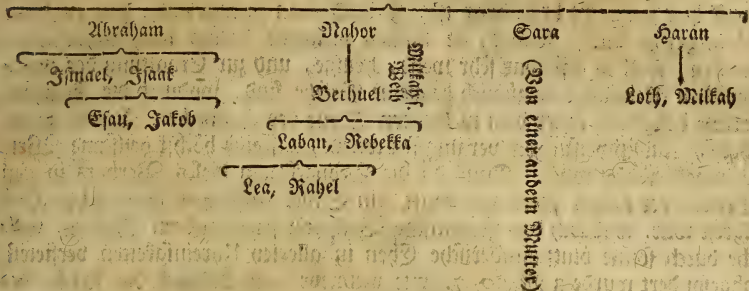 Abraham Nahor Sara Haran
Ismael, Isaak Bethuel Loth, Milkah
Milkah s. Weib
(Von einer andern Mutter)
Esau, Jakob
Laban, Rebekka
Lea, Rahel